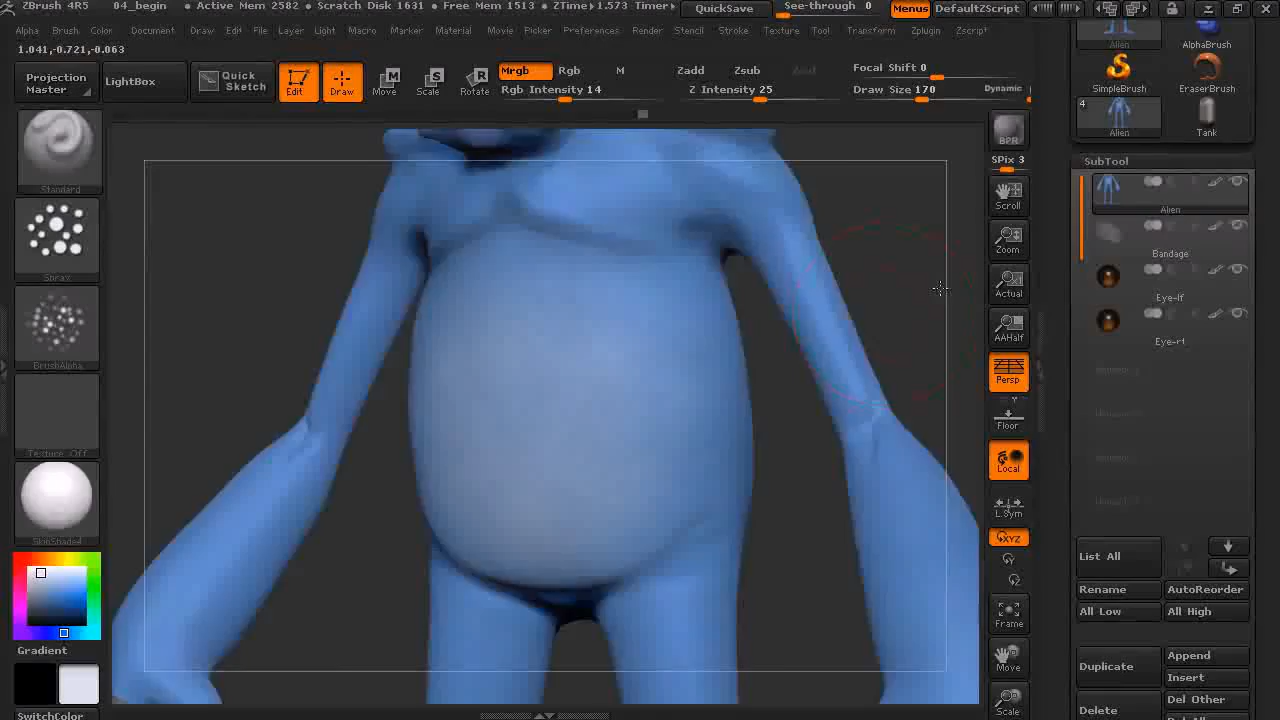 ZBrush 4R5 04_begin • Active Mem 2582 • Scratch Disk 1631 • Free Mem 1513 • ZTime▸1.573 Timer▸
QuickSave
See-through 0
Menus
DefaultZScript
Alpha Brush Color Document Draw Edit File Layer Light Macro Marker Material Movie Picker Preferences Render Stencil Stroke Texture Tool Transform Zplugin Zscript
1.041,-0.721,-0.063
Projection Master
LightBox
Quick Sketch
Edit
Draw
Move
Scale
Rotate
Mrgb Rgb M
Rgb Intensity 14
Zadd Zsub
Z Intensity 25
Focal Shift 0
Draw Size 170
Dynamic
Standard
Spray
BrushAlpha
Texture Off
SkinShade4
Gradient
SwitchColor
BPR
SPix 3
Scroll
Zoom
Actual
AAHalf
Persp
Floor
Local
L.Sym
XYZ
Frame
Move
Scale
Alien
AlphaBrush
SimpleBrush
EraserBrush
4
Alien
Tank
SubTool
Alien
Bandage
Eye-lf
Eye-rt
List All
Rename
AutoReorder
All Low
All High
Duplicate
Append
Insert
Delete
Del Other